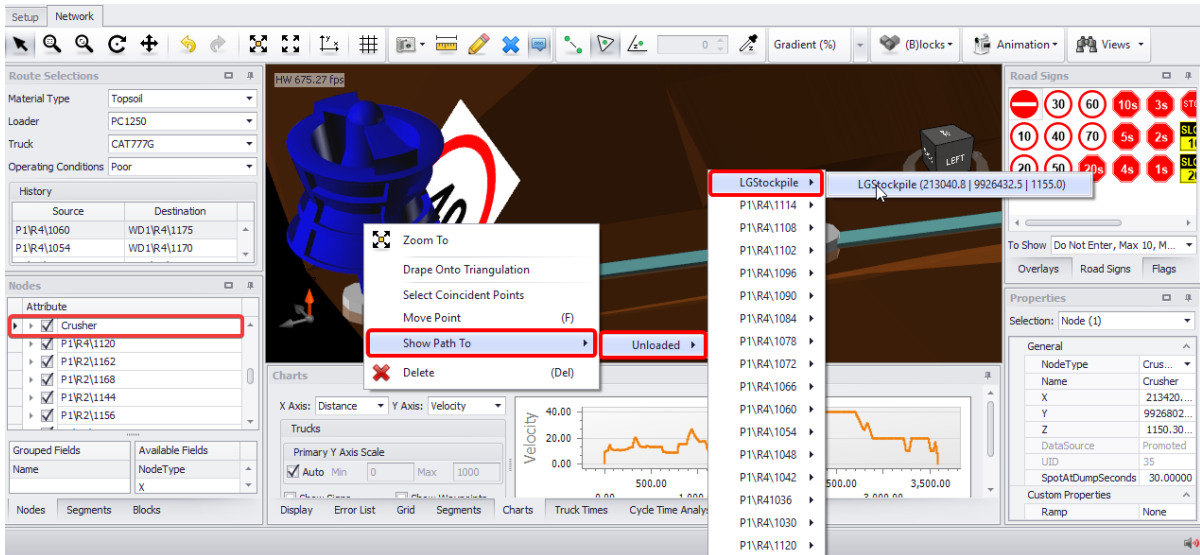 Setup Network
0 Gradient (%) (B)locks Animation Views
Route Selections
Material Type Topsoil
Loader PC1250
Truck CAT777G
Operating Conditions Poor
History
Source Destination
P1\R4\1060 WD1\R4\1175
P1\R4\1054 WD1\R4\1170
Nodes
Attribute
Crusher
P1\R4\1120
P1\R2\1162
P1\R2\1168
P1\R2\1144
P1\R2\1156
Grouped Fields Available Fields
Name NodeType
X
Nodes Segments Blocks
HW 675.27 fps
LEFT
Zoom To
Drape Onto Triangulation
Select Coincident Points
Move Point (F)
Show Path To
Delete (Del)
Unloaded
LGStockpile
P1\R4\1114
P1\R4\1108
P1\R4\1102
P1\R4\1096
P1\R4\1090
P1\R4\1084
P1\R4\1078
P1\R4\1072
P1\R4\1066
P1\R4\1060
P1\R4\1054
P1\R4\1048
P1\R4\1042
P1\R41036
P1\R4\1030
P1\R4\1120
LGStockpile (213040.8 | 9926432.5 | 1155.0)
Charts
X Axis: Distance Y Axis: Velocity
Trucks
Primary Y Axis Scale
Auto Min 0 Max 1000
Velocity
40.00
20.00
0.00
500.00 500.00 3,500.00
Display Error List Grid Segments Charts Truck Times Cycle Time Analys
Road Signs
30 60 10s 3s
10 40 70 5s 2s
20 50 20s 4s 1s
To Show Do Not Enter, Max 10, M...
Overlays Road Signs Flags
Properties
Selection: Node (1)
General
NodeType Crus...
Name Crusher
X 213420....
Y 9926802...
Z 1150.30...
DataSource Promoted
UID 35
SpotAtDumpSeconds 30.00000
Custom Properties
Ramp None